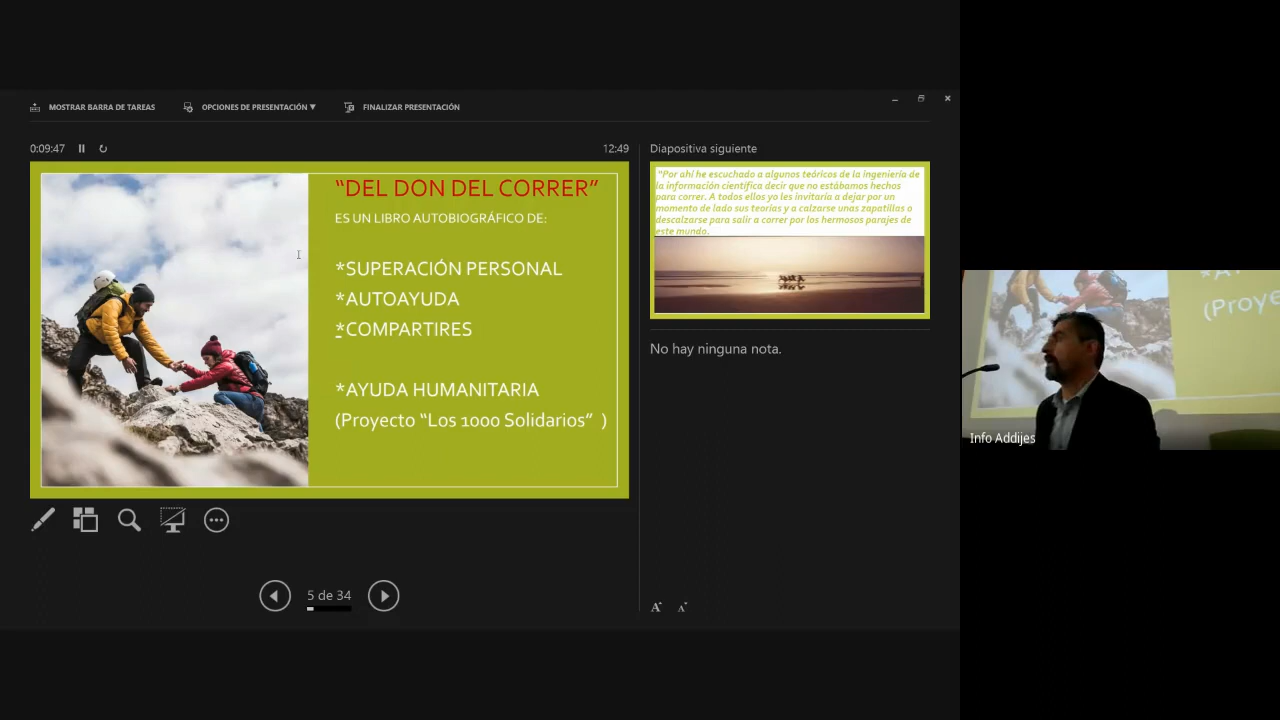 MOSTRAR BARRA DE TAREAS
OPCIONES DE PRESENTACIÓN ▼
FINALIZAR PRESENTACIÓN
0:09:47
12:49
Diapositiva siguiente
“DEL DON DEL CORRER”
ES UN LIBRO AUTOBIOGRÁFICO DE:
*SUPERACIÓN PERSONAL
*AUTOAYUDA
*COMPARTIRES
*AYUDA HUMANITARIA
(Proyecto “Los 1000 Solidarios” )
“Por ahí he escuchado a algunos teóricos de la ingeniería de
la información científica decir que no estábamos hechos
para correr. A todos ellos yo les invitaría a dejar por un
momento de lado sus teorías y a calzarse unas zapatillas o
descalzarse para salir a correr por los hermosos parajes de
este mundo.
No hay ninguna nota.
5 de 34
A
A
(Proye
Info Addijes